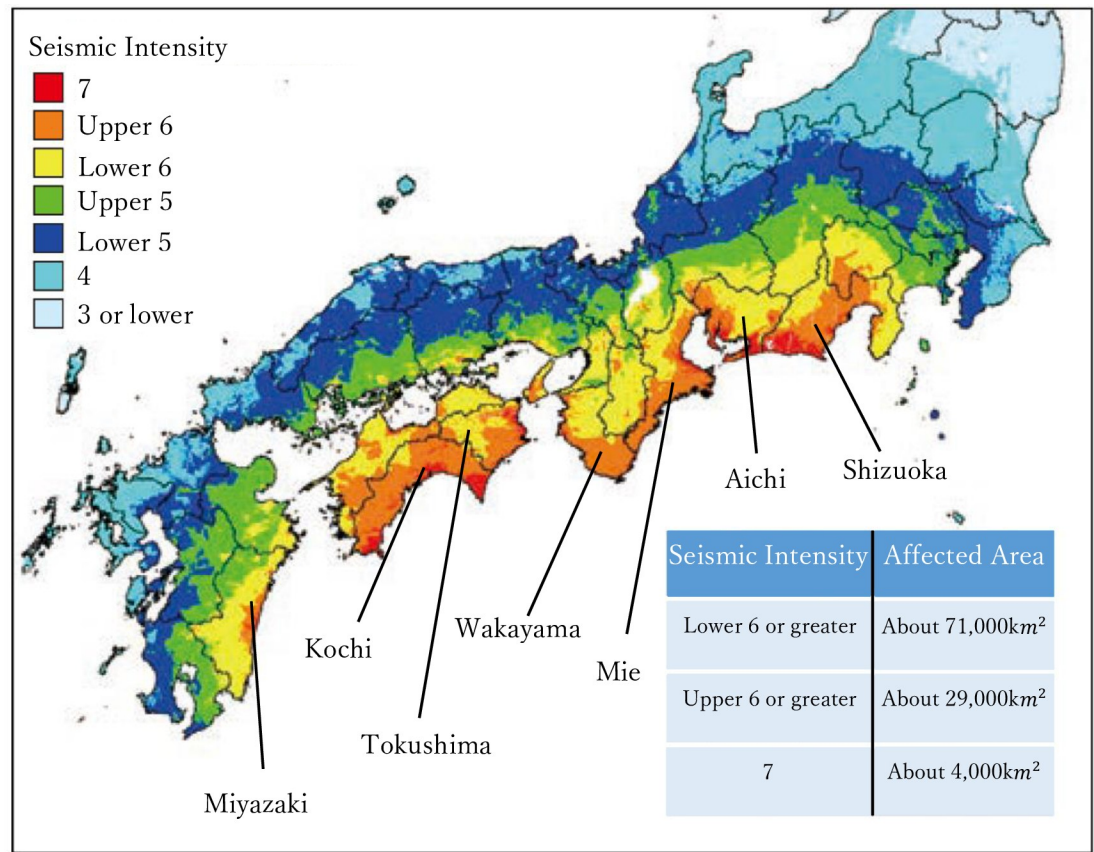 Seismic Intensity
7
Upper 6
Lower 6
Upper 5
Lower 5
4
3 or lower
Aichi
Shizuoka
Wakayama
Kochi
Mie
Tokushima
Miyazaki
Seismic Intensity Affected Area
Lower 6 or greater About 71,000km²
Upper 6 or greater About 29,000km²
7 About 4,000km²